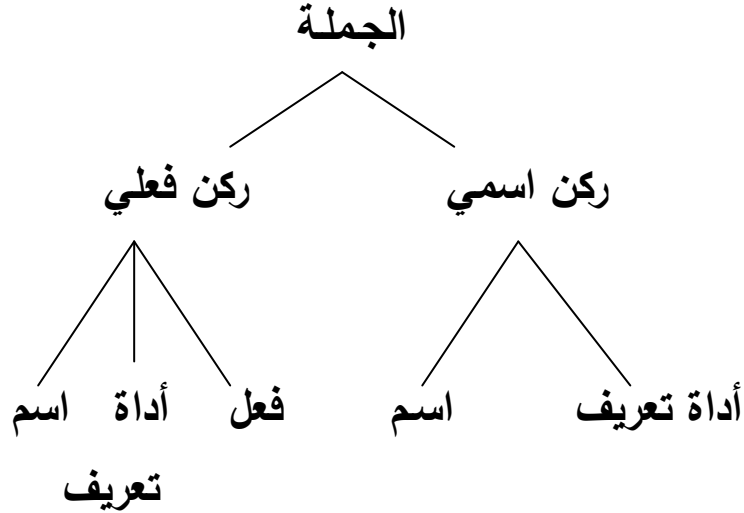 الجملة
ركن اسمي ركن فعلي
أداة تعريف اسم فعل أداة اسم
تعريف